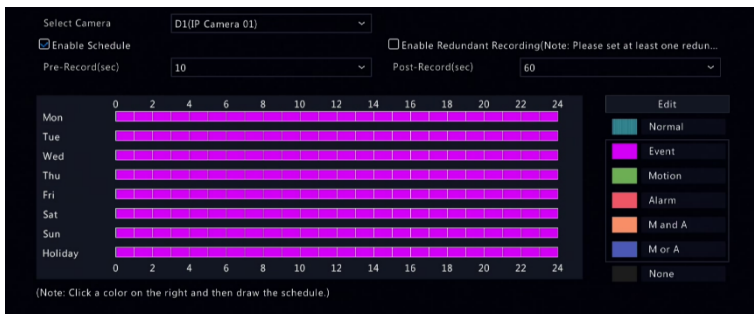 Select Camera D1(IP Camera 01)
Enable Schedule Enable Redundant Recording(Note: Please set at least one redun...
Pre-Record(sec) 10 Post-Record(sec) 60
0 2 4 6 8 10 12 14 16 18 20 22 24 Edit
Mon Normal
Tue
Wed Event
Thu Motion
Fri Alarm
Sat
Sun M and A
Holiday M or A
0 2 4 6 8 10 12 14 16 18 20 22 24 None
(Note: Click a color on the right and then draw the schedule.)